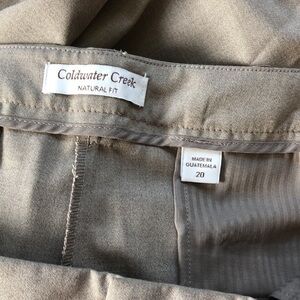 Coldwater Creek
NATURAL FIT
MADE IN
GUATEMALA
20